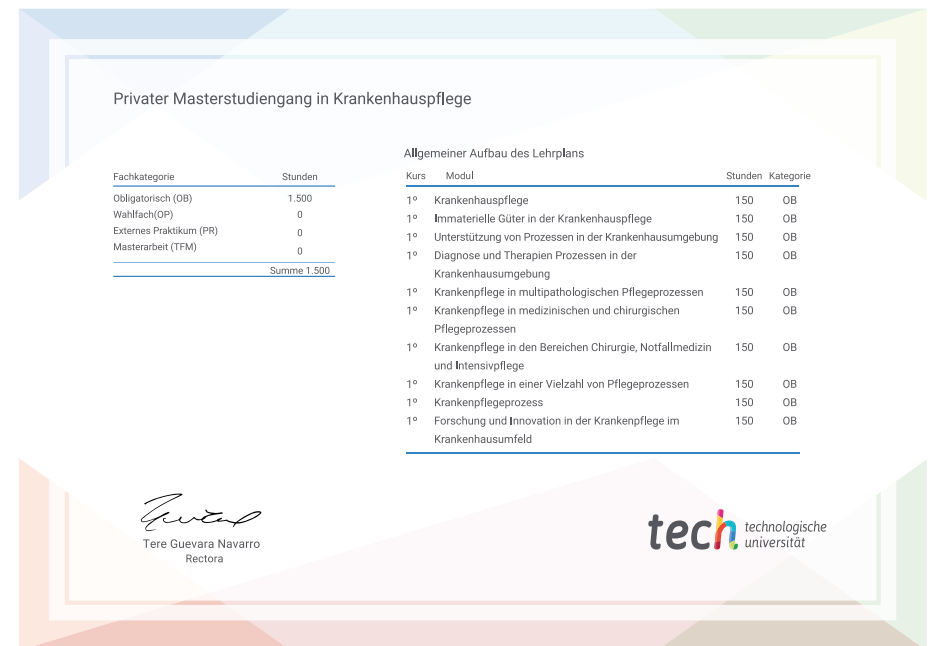 Privater Masterstudiengang in Krankenhauspflege
Fachkategorie Stunden
Obligatorisch (OB) 1.500
Wahlfach(OP) 0
Externes Praktikum (PR) 0
Masterarbeit (TFM) 0
Summe 1.500
Allgemeiner Aufbau des Lehrplans
Kurs Modul Stunden Kategorie
1º Krankenhauspflege 150 OB
1º Immaterielle Güter in der Krankenhauspflege 150 OB
1º Unterstützung von Prozessen in der Krankenhausumgebung 150 OB
1º Diagnose und Therapien Prozessen in der 150 OB
Krankenhausumgebung
1º Krankenpflege in multipathologischen Pflegeprozessen 150 OB
1º Krankenpflege in medizinischen und chirurgischen 150 OB
Pflegeprozessen
1º Krankenpflege in den Bereichen Chirurgie, Notfallmedizin 150 OB
und Intensivpflege
1º Krankenpflege in einer Vielzahl von Pflegeprozessen 150 OB
1º Krankenpflegeprozess 150 OB
1º Forschung und Innovation in der Krankenpflege im 150 OB
Krankenhausumfeld
Tere Guevara Navarro
Rectora
tech technologische
universität